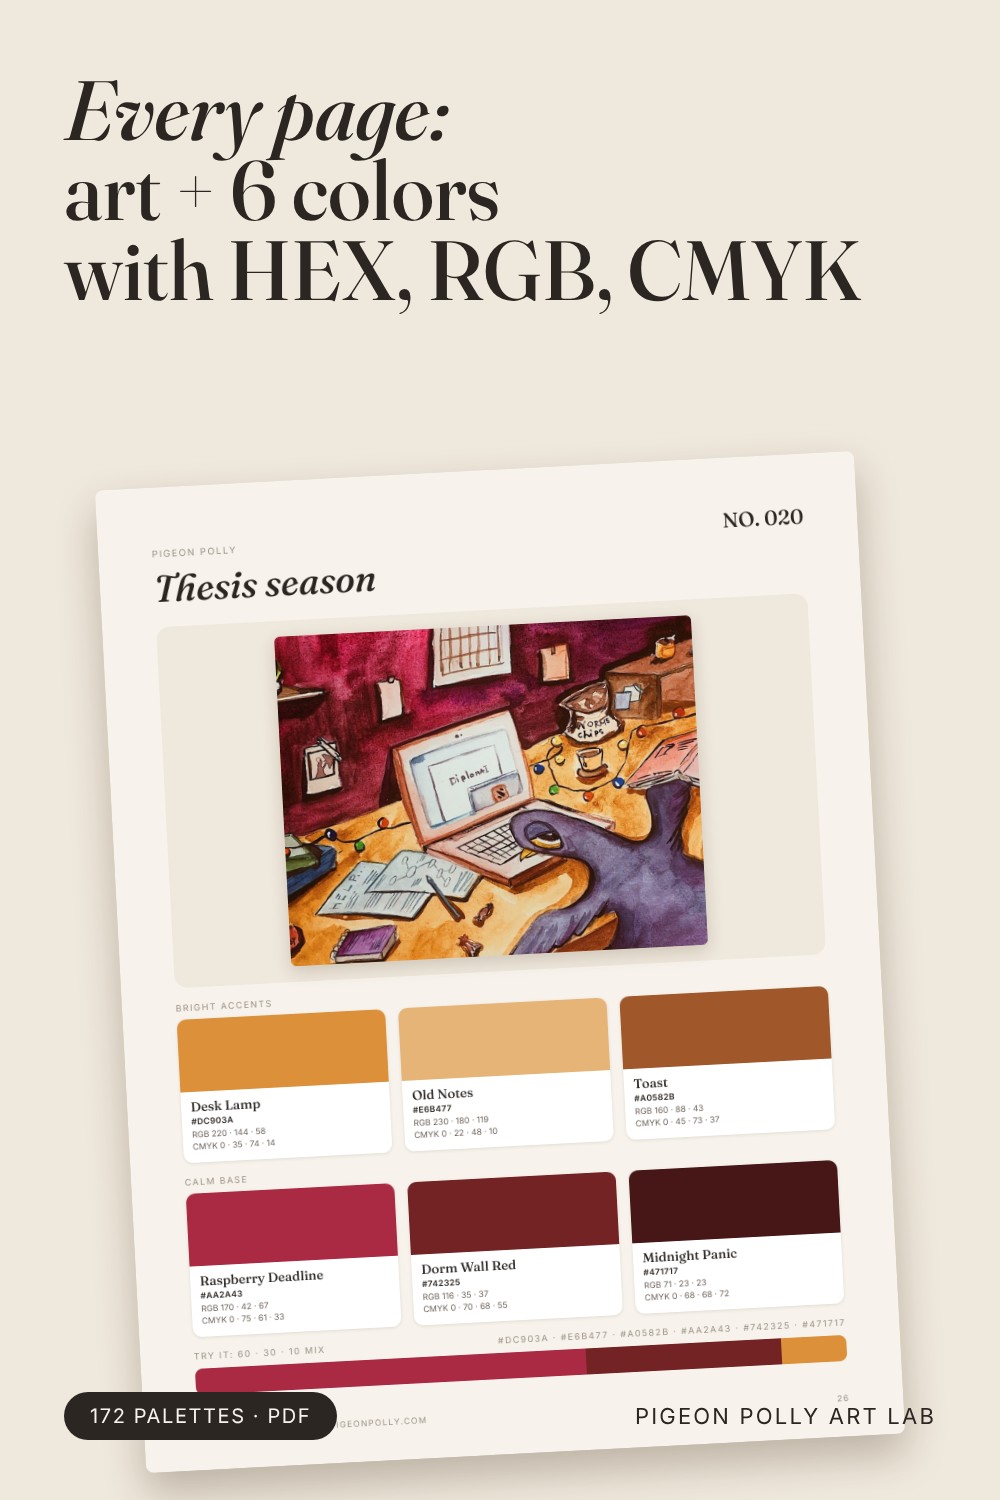 Every page:
art + 6 colors
with HEX, RGB, CMYK
NO. 020
PIGEON POLLY
Thesis season
Diploma
chips
HELP!
BRIGHT ACCENTS
Desk Lamp
#DC903A
RGB 220 · 144 · 58
CMYK 0 · 35 · 74 · 14
Old Notes
#E6B477
RGB 230 · 180 · 119
CMYK 0 · 22 · 48 · 10
Toast
#A0582B
RGB 160 · 88 · 43
CMYK 0 · 45 · 73 · 37
CALM BASE
Raspberry Deadline
#AA2A43
RGB 170 · 42 · 67
CMYK 0 · 75 · 61 · 33
Dorm Wall Red
#742325
RGB 116 · 35 · 37
CMYK 0 · 70 · 68 · 55
Midnight Panic
#471717
RGB 71 · 23 · 23
CMYK 0 · 68 · 68 · 72
TRY IT: 60 · 30 · 10 MIX
#DC903A · #E6B477 · #A0582B · #AA2A43 · #742325 · #471717
172 PALETTES · PDF
IGEONPOLLY.COM
26
PIGEON POLLY ART LAB